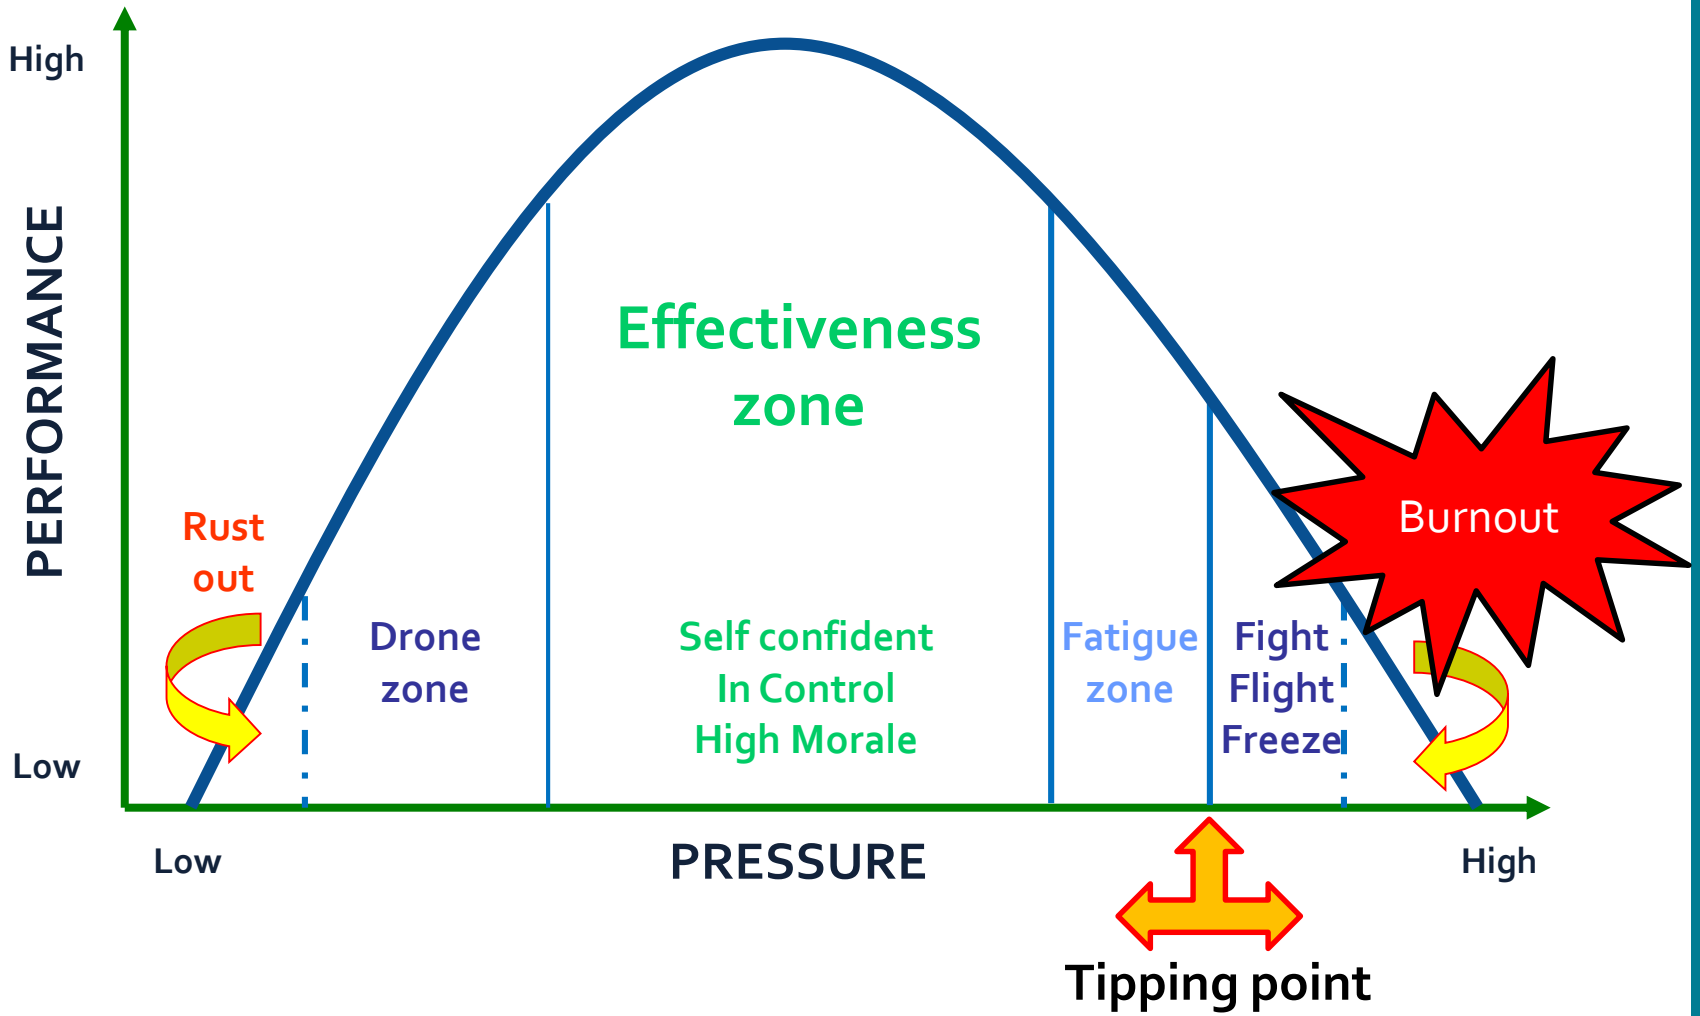 High
PERFORMANCE
Effectiveness
zone
Burnout
Rust
out
Drone
zone
Self confident
In Control
High Morale
Fatigue
zone
Fight
Flight
Freeze
Low
Low
PRESSURE
High
Tipping point